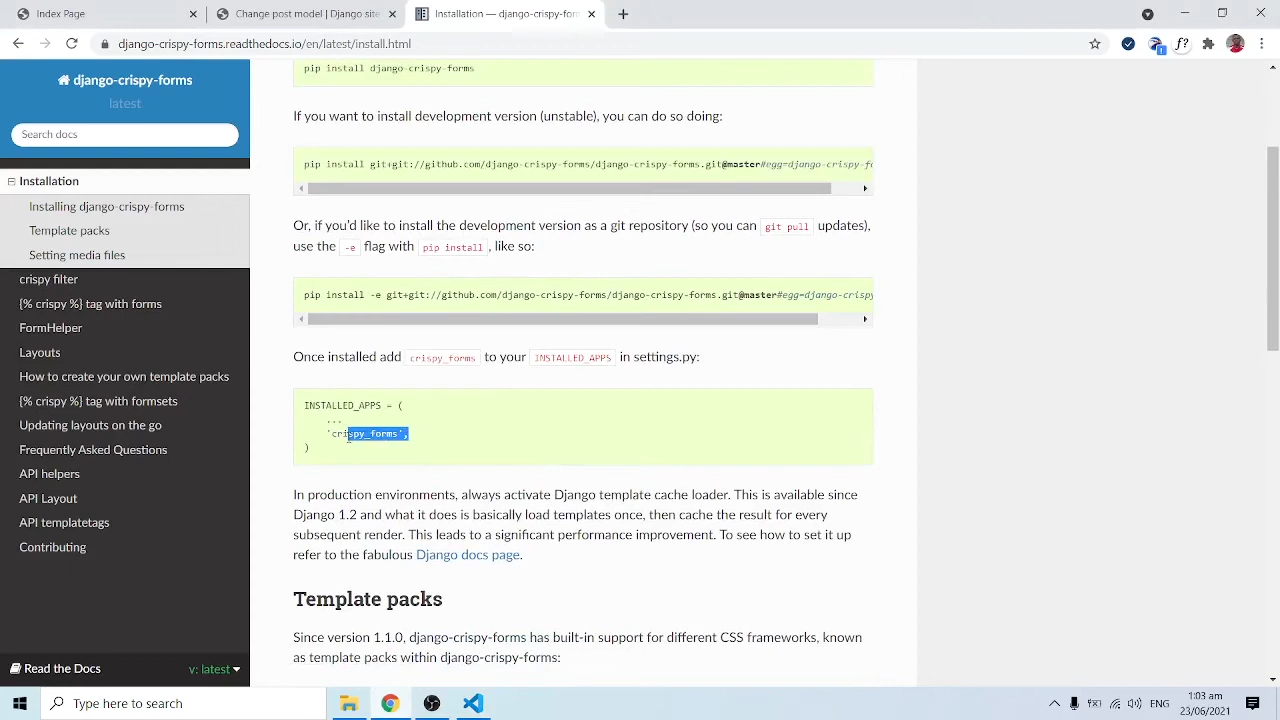 Index Page
Change post model | Django site
Installation — django-crispy-for
django-crispy-forms.readthedocs.io/en/latest/install.html
django-crispy-forms
latest
Search docs
Installation
Installing django-crispy-forms
Template packs
Setting media files
crispy filter
{% crispy %} tag with forms
FormHelper
Layouts
How to create your own template packs
{% crispy %} tag with formsets
Updating layouts on the go
Frequently Asked Questions
API helpers
API Layout
API templatetags
Contributing
Read the Docs
v: latest
pip install django-crispy-forms
If you want to install development version (unstable), you can do so doing:
pip install git+git://github.com/django-crispy-forms/django-crispy-forms.git@master#egg=django-crispy-f
Or, if you'd like to install the development version as a git repository (so you can git pull updates),
use the -e flag with pip install, like so:
pip install -e git+git://github.com/django-crispy-forms/django-crispy-forms.git@master#egg=django-crispy
Once installed add crispy_forms to your INSTALLED_APPS in settings.py:
INSTALLED_APPS = (
...
'crispy_forms',
)
In production environments, always activate Django template cache loader. This is available since
Django 1.2 and what it does is basically load templates once, then cache the result for every
subsequent render. This leads to a significant performance improvement. To see how to set it up
refer to the fabulous Django docs page.
Template packs
Since version 1.1.0, django-crispy-forms has built-in support for different CSS frameworks, known
as template packs within django-crispy-forms:
Type here to search
ENG
1:03 am
23/06/2021